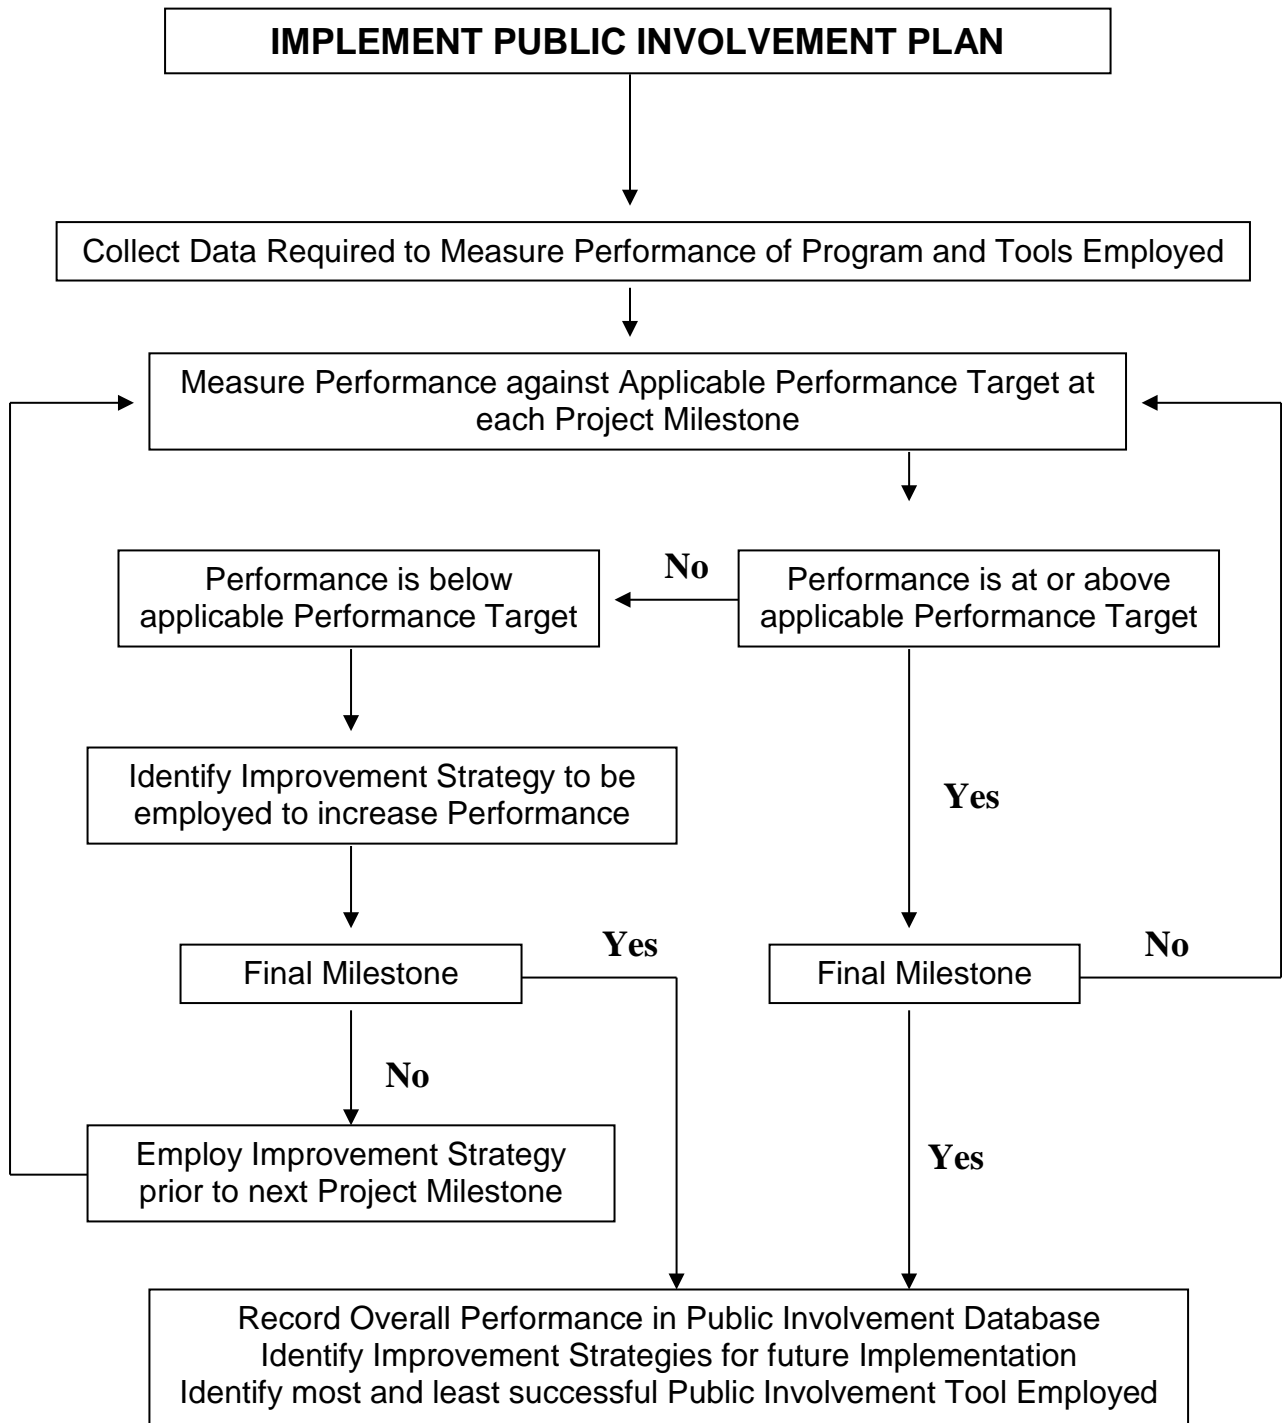 IMPLEMENT PUBLIC INVOLVEMENT PLAN
Collect Data Required to Measure Performance of Program and Tools Employed
Measure Performance against Applicable Performance Target at
each Project Milestone
Performance is below
applicable Performance Target
No
Performance is at or above
applicable Performance Target
Identify Improvement Strategy to be
employed to increase Performance
Yes
Final Milestone
Yes
Final Milestone
No
No
Employ Improvement Strategy
prior to next Project Milestone
Yes
Record Overall Performance in Public Involvement Database
Identify Improvement Strategies for future Implementation
Identify most and least successful Public Involvement Tool Employed